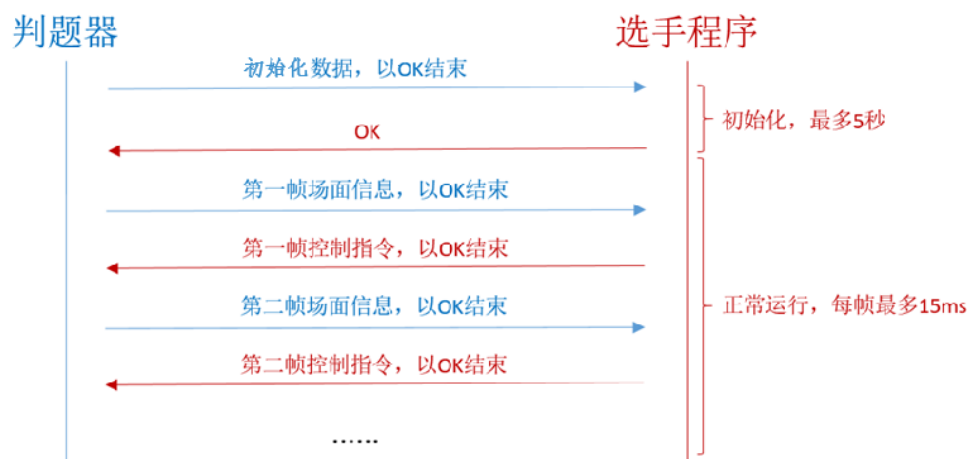 判题器
选手程序
初始化数据，以OK结束
OK
初始化，最多5秒
第一帧场面信息，以OK结束
第一帧控制指令，以OK结束
第二帧场面信息，以OK结束
正常运行，每帧最多15ms
第二帧控制指令，以OK结束
……